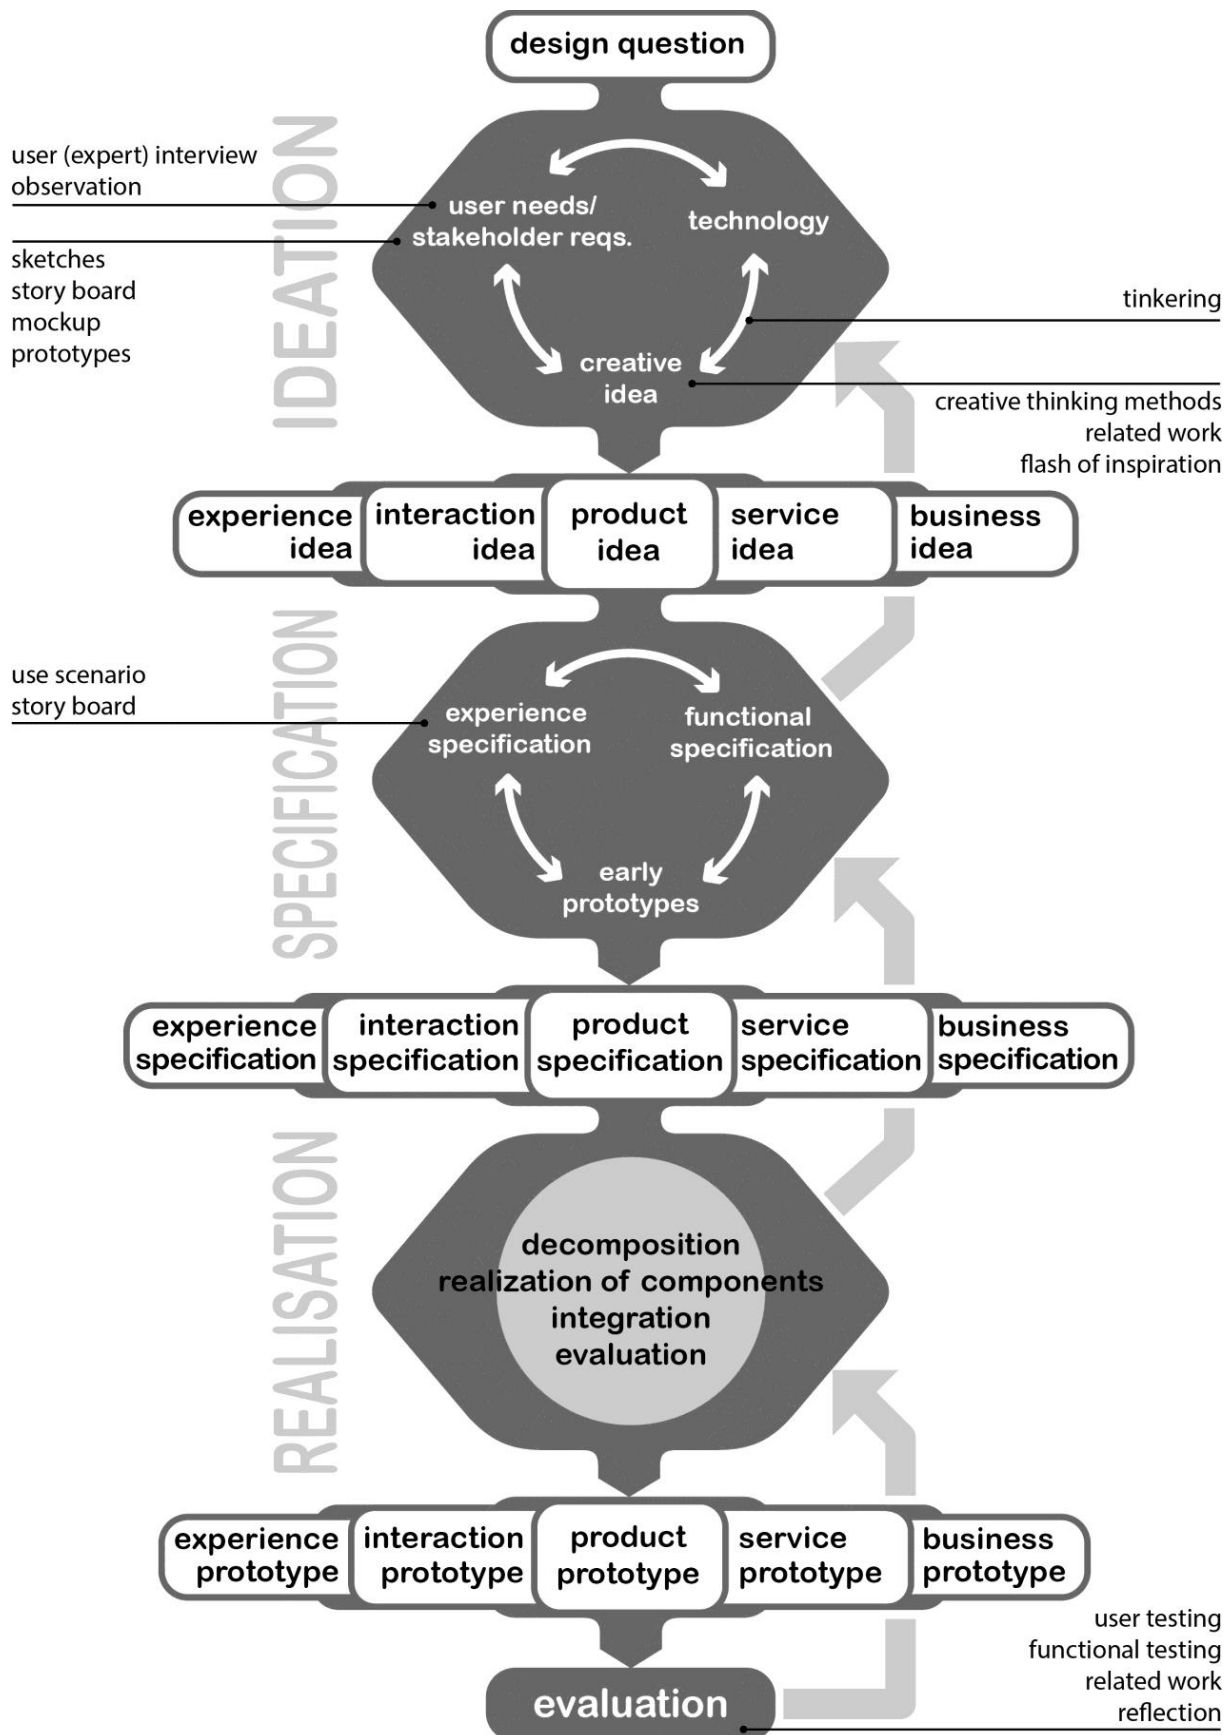 design question
IDEATION
user (expert) interview
observation
sketches
story board
mockup
prototypes
user needs/
stakeholder reqs.
technology
creative
idea
tinkering
creative thinking methods
related work
flash of inspiration
experience
idea
interaction
idea
product
idea
service
idea
business
idea
SPECIFICATION
use scenario
story board
experience
specification
functional
specification
early
prototypes
experience
specification
interaction
specification
product
specification
service
specification
business
specification
REALISATION
decomposition
realization of components
integration
evaluation
experience
prototype
interaction
prototype
product
prototype
service
prototype
business
prototype
evaluation
user testing
functional testing
related work
reflection